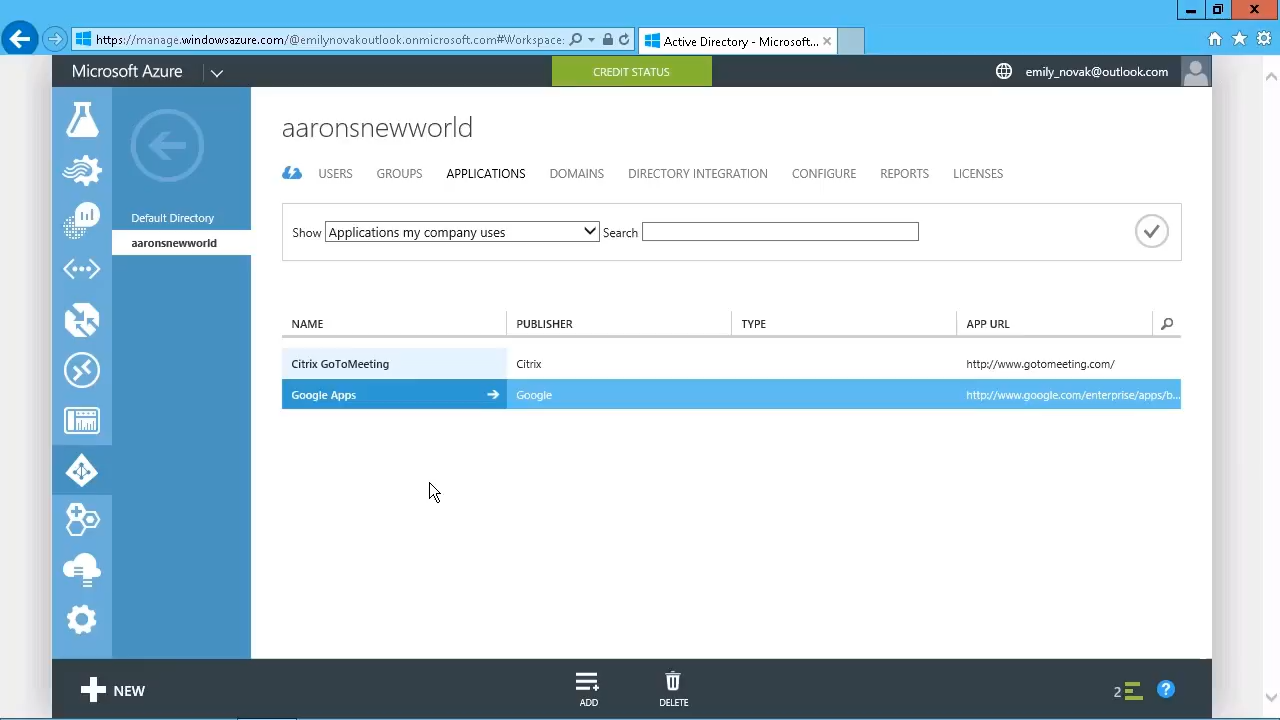 https://manage.windowsazure.com/@emilynovakoutlook.onmicrosoft.com#Workspace:
Active Directory - Microsoft...
Microsoft Azure
CREDIT STATUS
emily_novak@outlook.com
aaronsnewworld
USERS GROUPS APPLICATIONS DOMAINS DIRECTORY INTEGRATION CONFIGURE REPORTS LICENSES
Default Directory
aaronsnewworld
Show Applications my company uses Search
NAME PUBLISHER TYPE APP URL
Citrix GoToMeeting Citrix http://www.gotomeeting.com/
Google Apps Google http://www.google.com/enterprise/apps/b...
NEW
ADD
DELETE
2
?